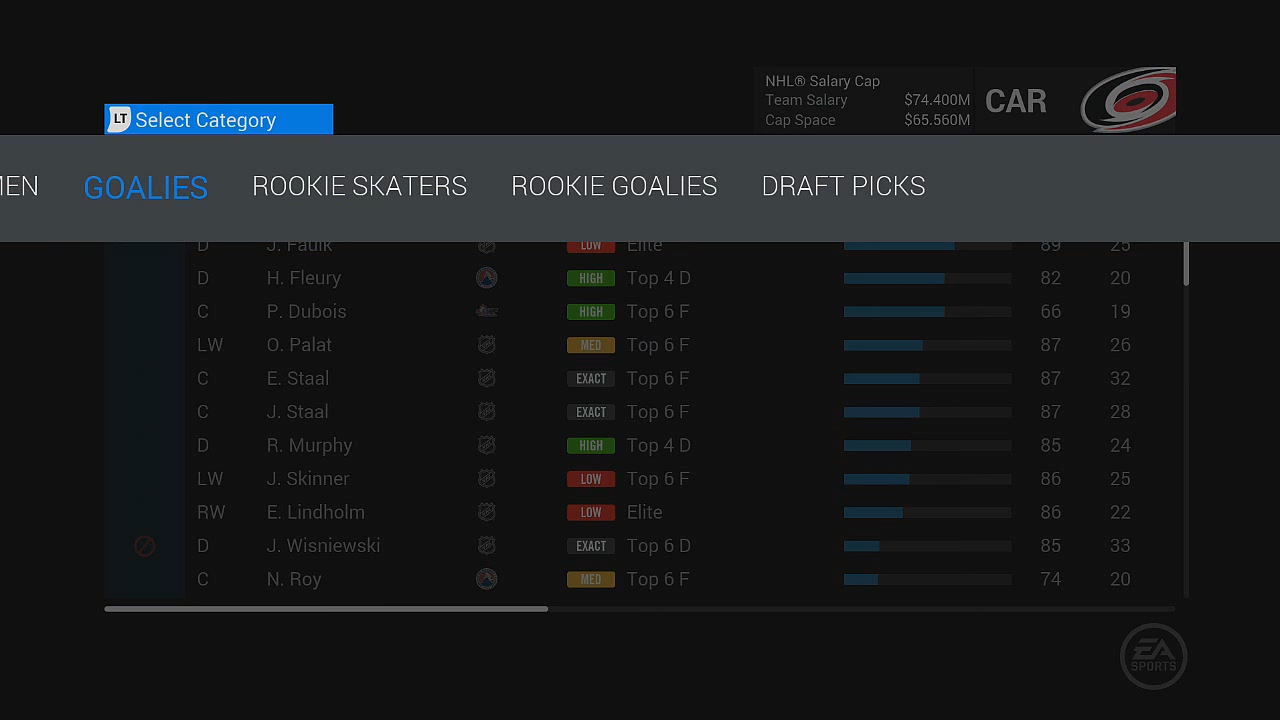 NHL® Salary Cap
Team Salary $74.400M
Cap Space $65.560M
CAR
LT Select Category
GOALIES ROOKIE SKATERS ROOKIE GOALIES DRAFT PICKS
D J. Faulk LOW Elite 89 25
D H. Fleury HIGH Top 4 D 82 20
C P. Dubois HIGH Top 6 F 66 19
LW O. Palat MED Top 6 F 87 26
C E. Staal EXACT Top 6 F 87 32
C J. Staal EXACT Top 6 F 87 28
D R. Murphy HIGH Top 4 D 85 24
LW J. Skinner LOW Top 6 F 86 25
RW E. Lindholm LOW Elite 86 22
D J. Wisniewski EXACT Top 6 D 85 33
C N. Roy MED Top 6 F 74 20
EA SPORTS